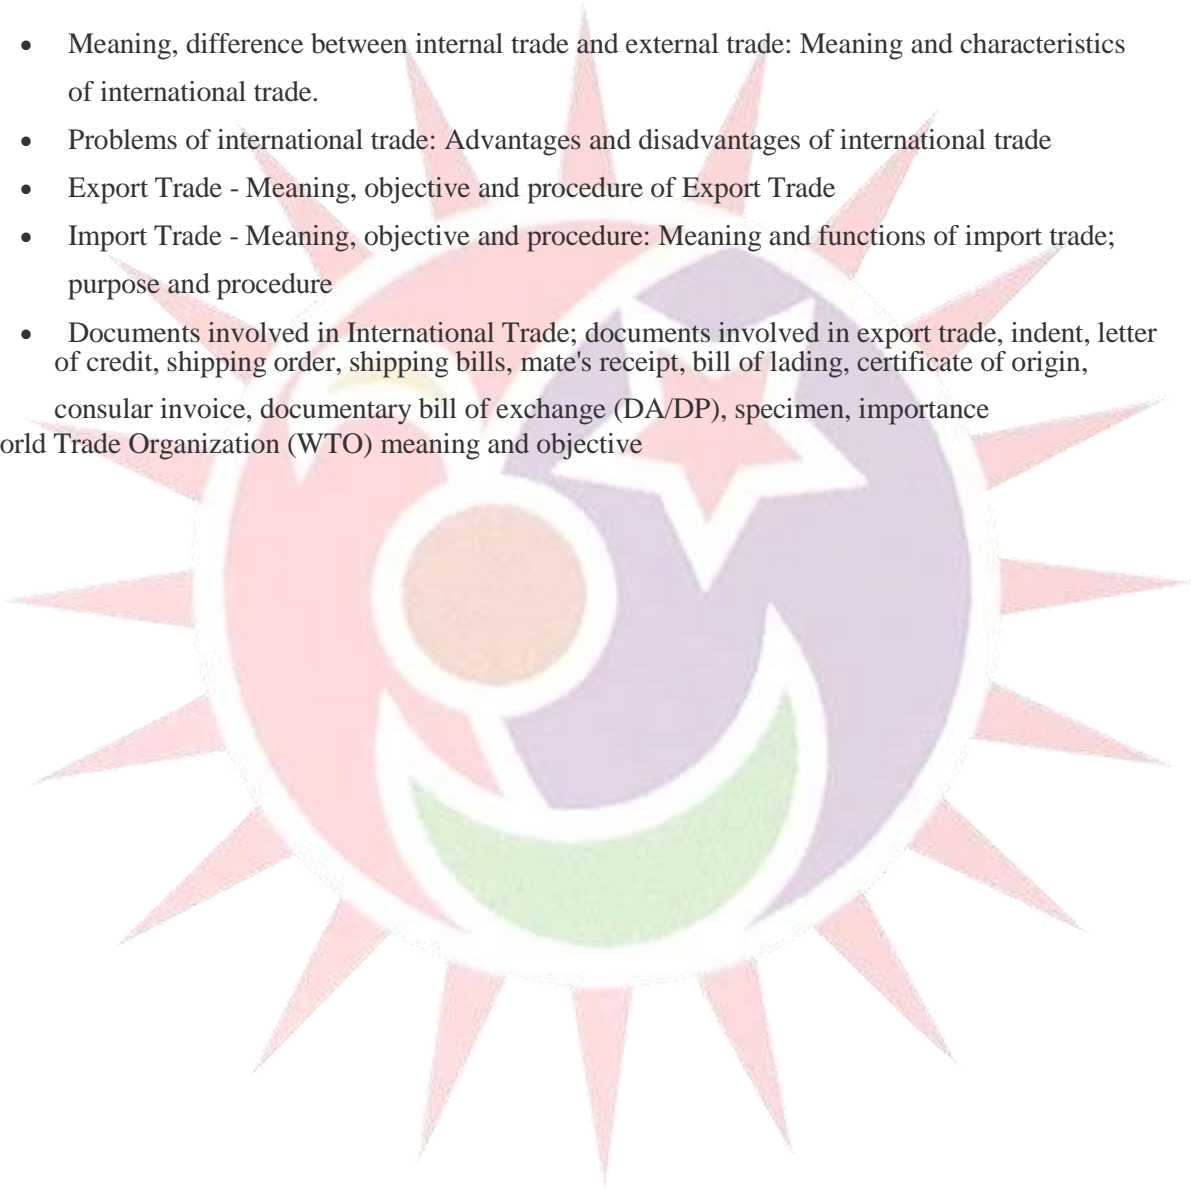 • Meaning, difference between internal trade and external trade: Meaning and characteristics
of international trade.
• Problems of international trade: Advantages and disadvantages of international trade
• Export Trade - Meaning, objective and procedure of Export Trade
• Import Trade - Meaning, objective and procedure: Meaning and functions of import trade;
purpose and procedure
• Documents involved in International Trade; documents involved in export trade, indent, letter
of credit, shipping order, shipping bills, mate's receipt, bill of lading, certificate of origin,
consular invoice, documentary bill of exchange (DA/DP), specimen, importance
orld Trade Organization (WTO) meaning and objective